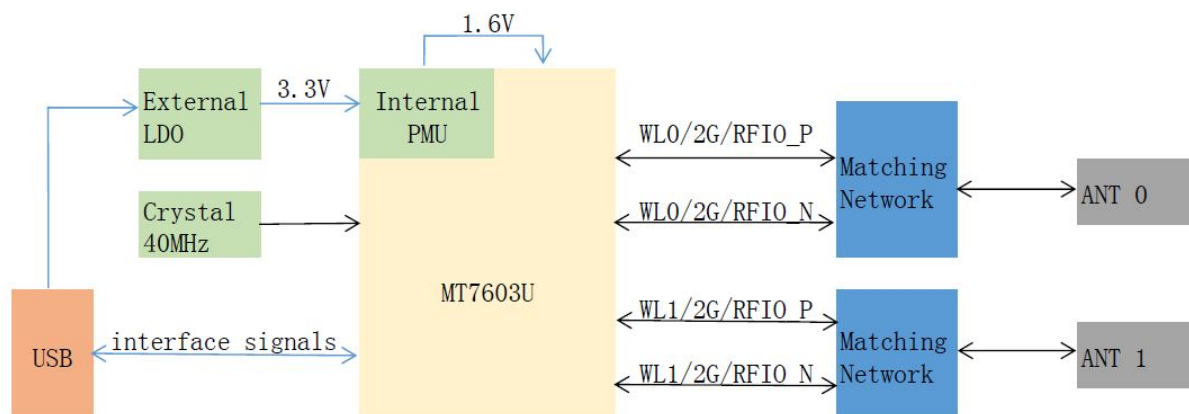 1.6V
External
LDO
3.3V
Internal
PMU
WL0/2G/RFIO_P
Matching
Network
ANT 0
WL0/2G/RFIO_N
Crystal
40MHz
MT7603U
WL1/2G/RFIO_P
Matching
Network
ANT 1
WL1/2G/RFIO_N
USB
interface signals